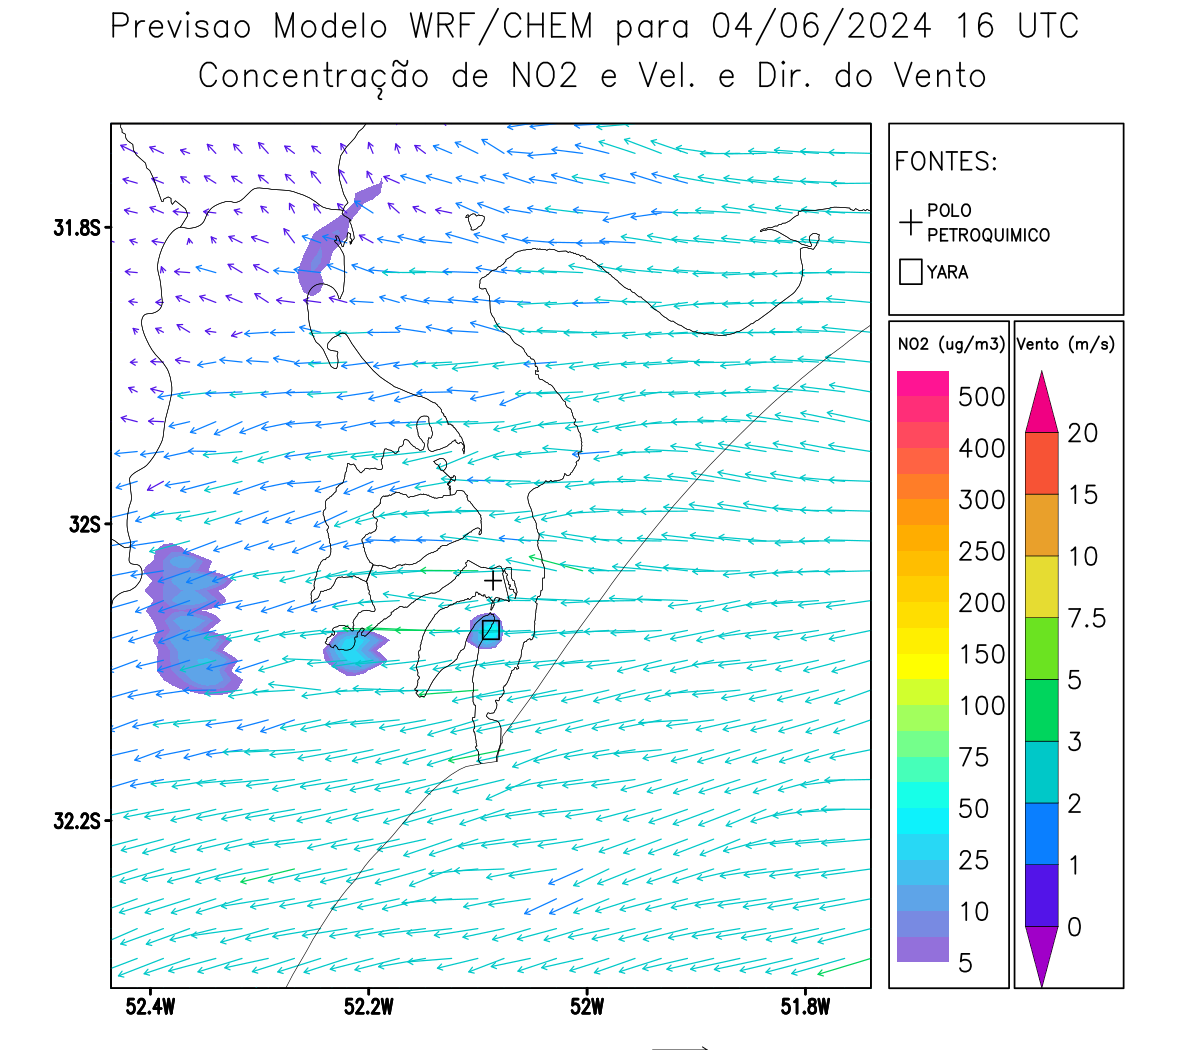 Previsao Modelo WRF/CHEM para 04/06/2024 16 UTC
Concentração de NO2 e Vel. e Dir. do Vento
FONTES:
POLO
PETROQUIMICO
YARA
NO2 (ug/m3)
500
400
300
250
200
150
100
75
50
25
10
5
Vento (m/s)
20
15
10
7.5
5
3
2
1
0
31.8S
32S
32.2S
52.4W
52.2W
52W
51.8W